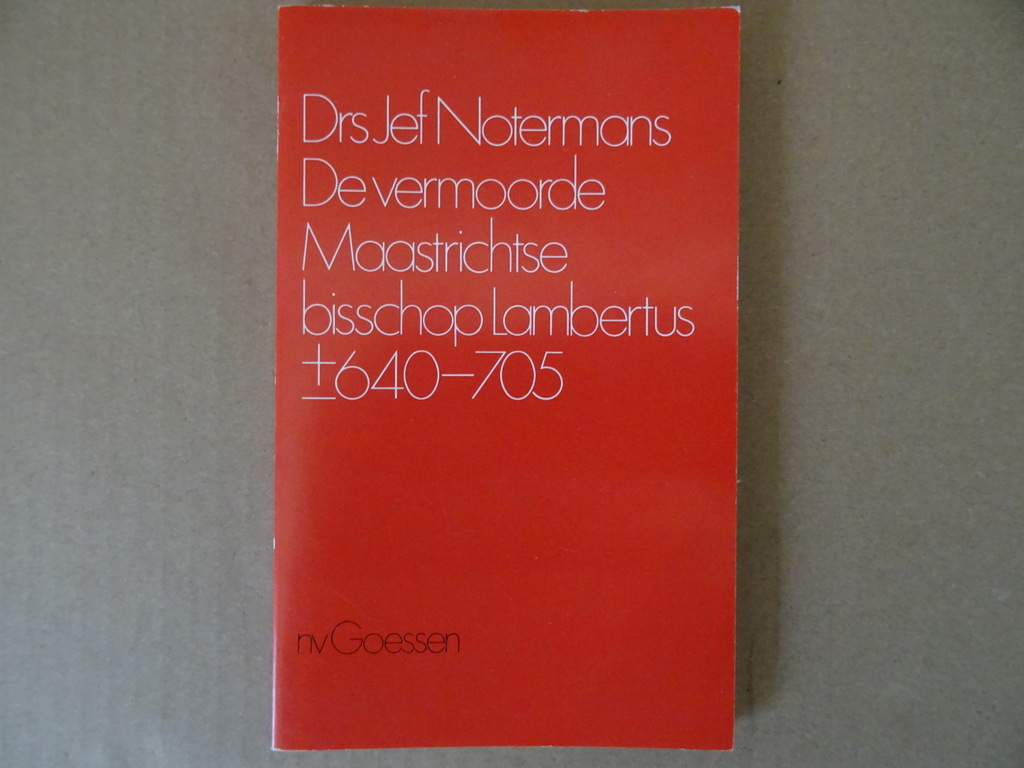 Drs Jef Notermans
De vermoorde
Maastrichtse
bisschop Lambertus
±640–705
nv Goessen